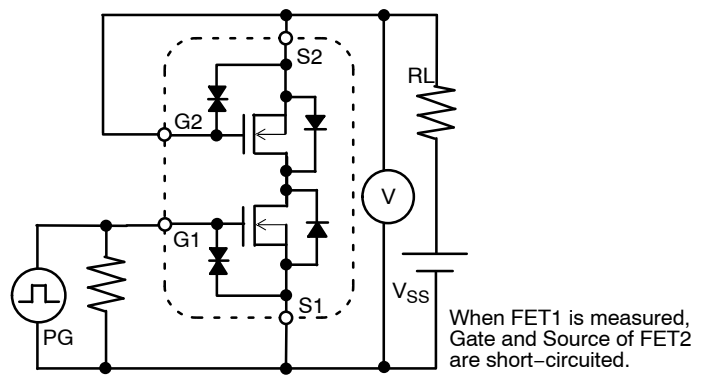 S2
RL
G2
V
G1
VSS
S1
PG
When FET1 is measured,
Gate and Source of FET2
are short−circuited.